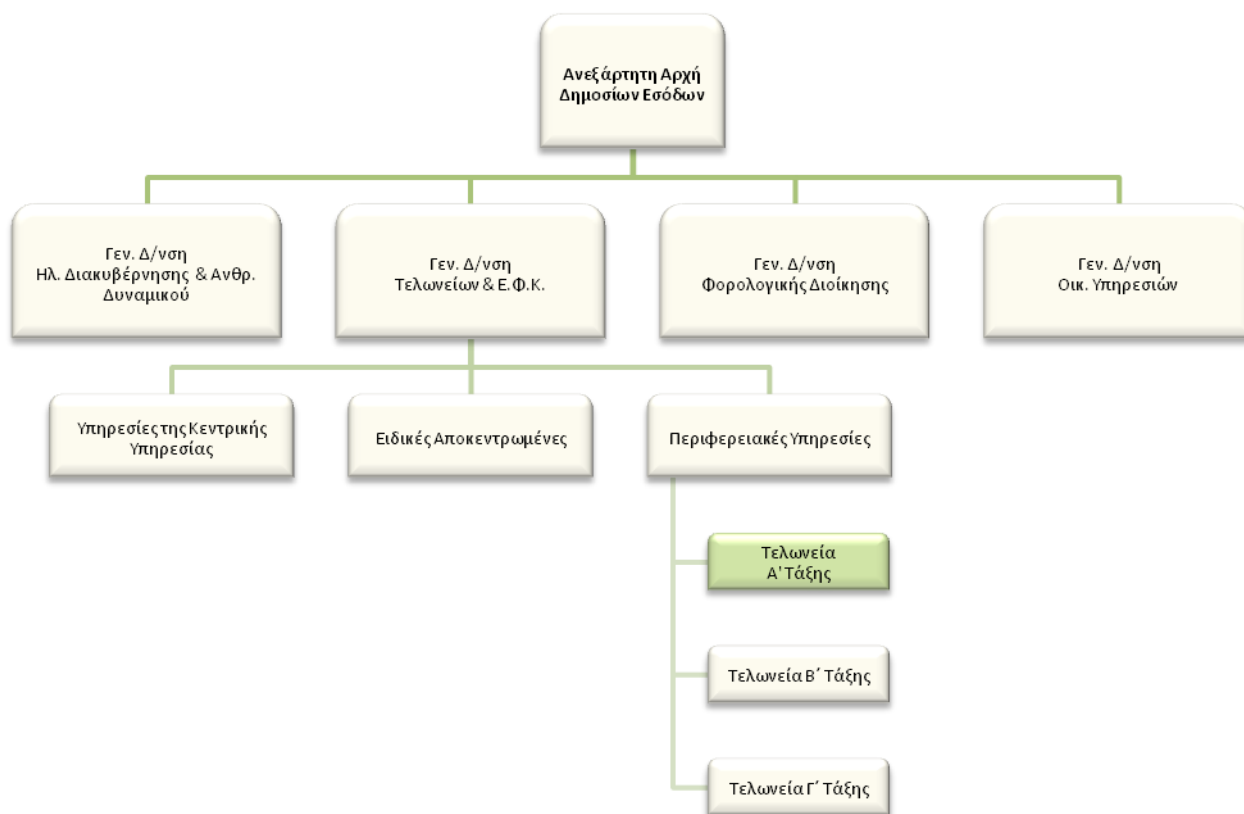 Ανεξάρτητη Αρχή
Δημοσίων Εσόδων
Γεν. Δ/νση
Ηλ. Διακυβέρνησης & Ανθρ.
Δυναμικού
Γεν. Δ/νση
Τελωνείων & Ε.Φ.Κ.
Γεν. Δ/νση
Φορολογικής Διοίκησης
Γεν. Δ/νση
Οικ. Υπηρεσιών
Υπηρεσίες της Κεντρικής
Υπηρεσίας
Ειδικές Αποκεντρωμένες
Περιφερειακές Υπηρεσίες
Τελωνεία
Α' Τάξης
Τελωνεία Β΄ Τάξης
Τελωνεία Γ΄ Τάξης